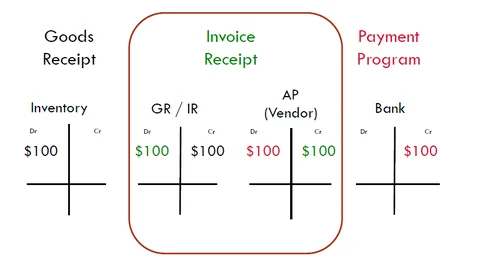 Goods
Receipt
Invoice
Receipt
Payment
Program
Inventory
GR / IR
AP
(Vendor)
Bank
Dr Cr Dr Cr Dr Cr Dr Cr
$100 $100 $100 $100 $100 $100